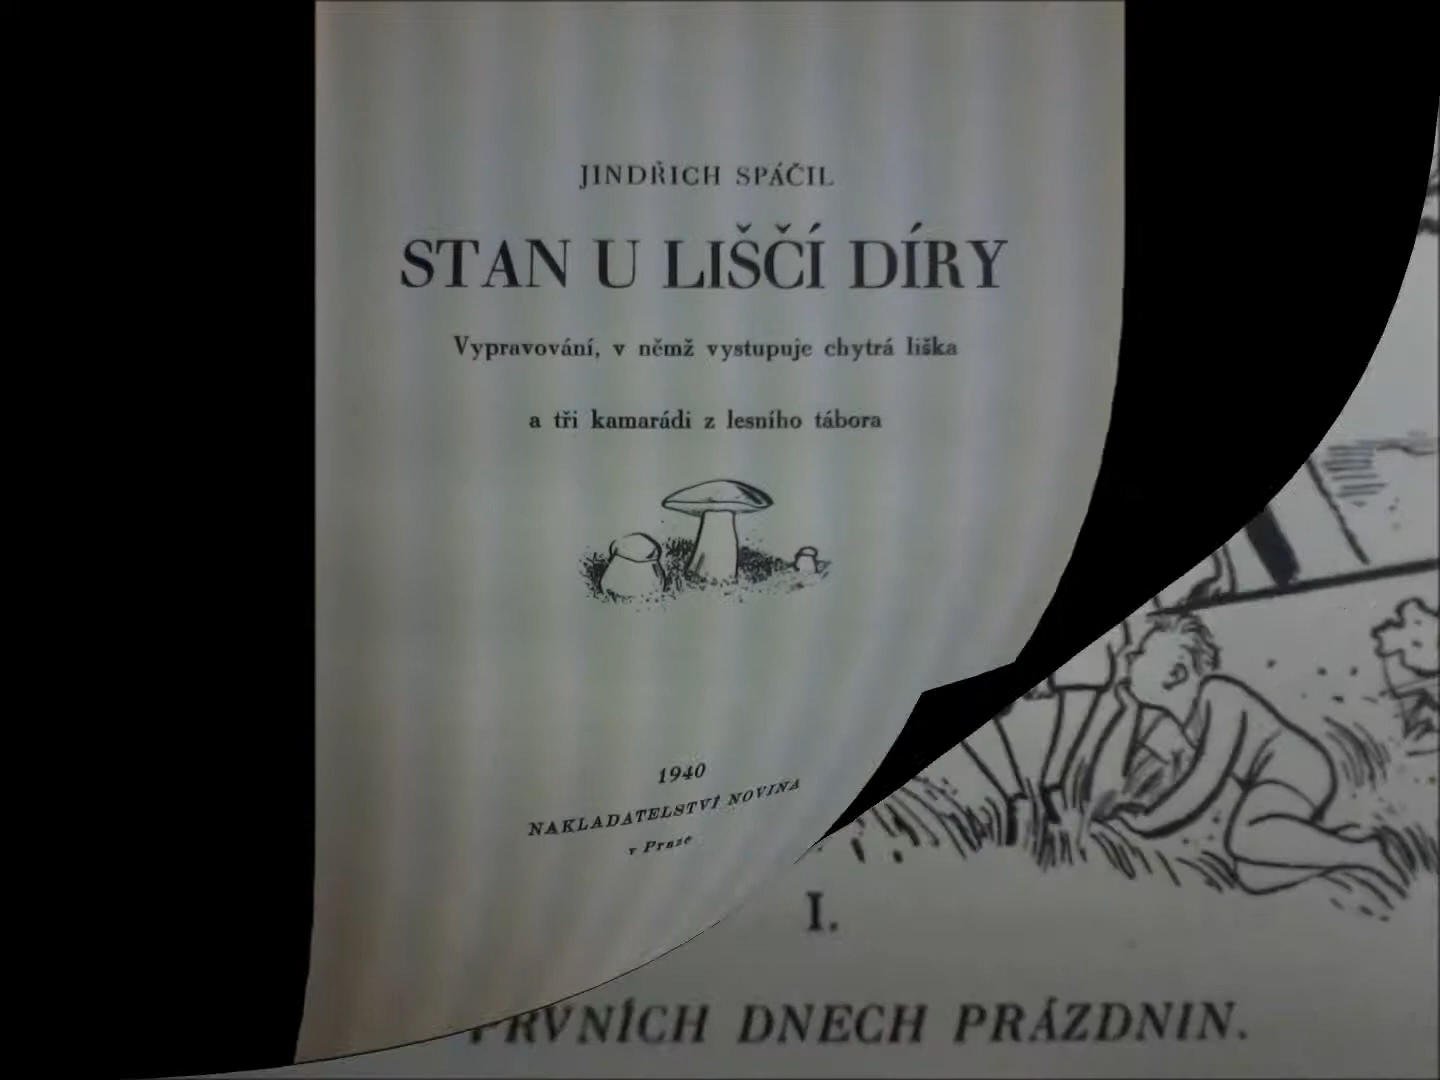 JINDŘICH SPÁČIL
STAN U LIŠČÍ DÍRY
Vypravování, v němž vystupuje chytrá liška
a tři kamarádi z lesního tábora
1940
NAKLADATELSTVÍ NOVINA
v Praze
I.
PRVNÍCH DNECH PRÁZDNIN.